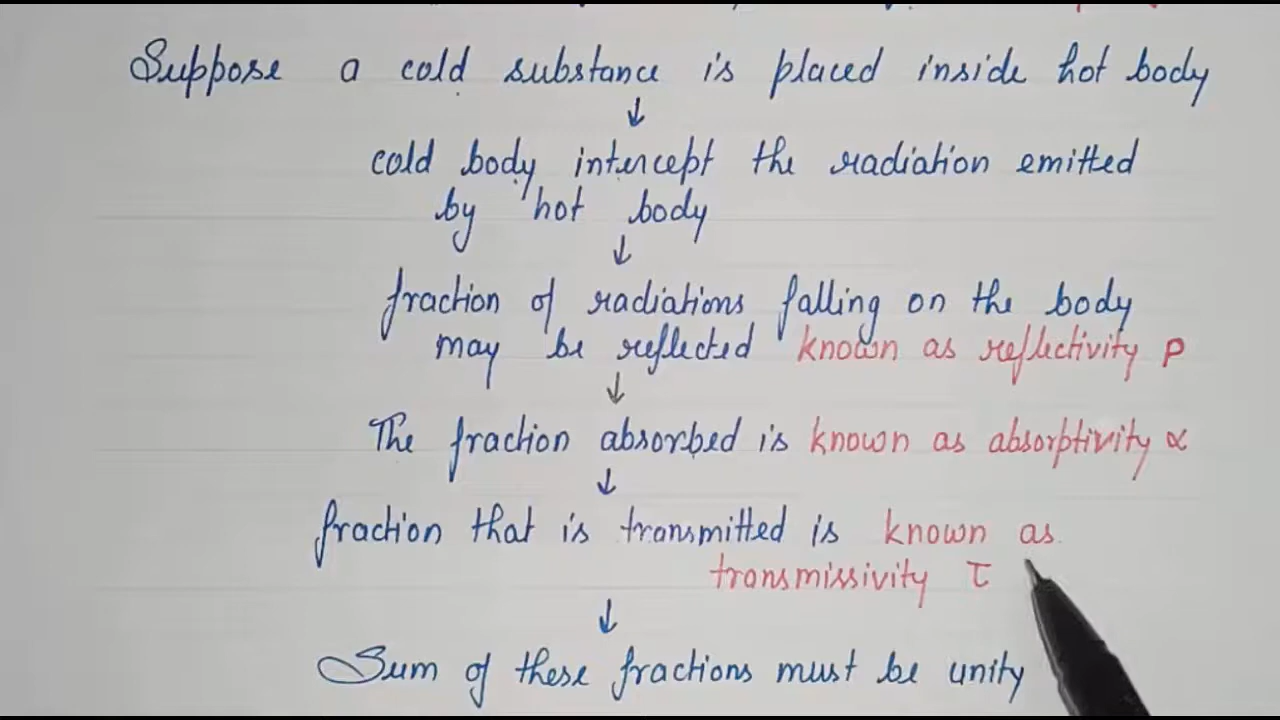 Suppose a cold substance is placed inside hot body
↓
cold body intercept the radiation emitted
by hot body
↓
fraction of radiations falling on the body
may be reflected known as reflectivity ρ
↓
The fraction absorbed is known as absorptivity α
↓
fraction that is transmitted is known as
transmissivity τ
↓
Sum of these fractions must be unity